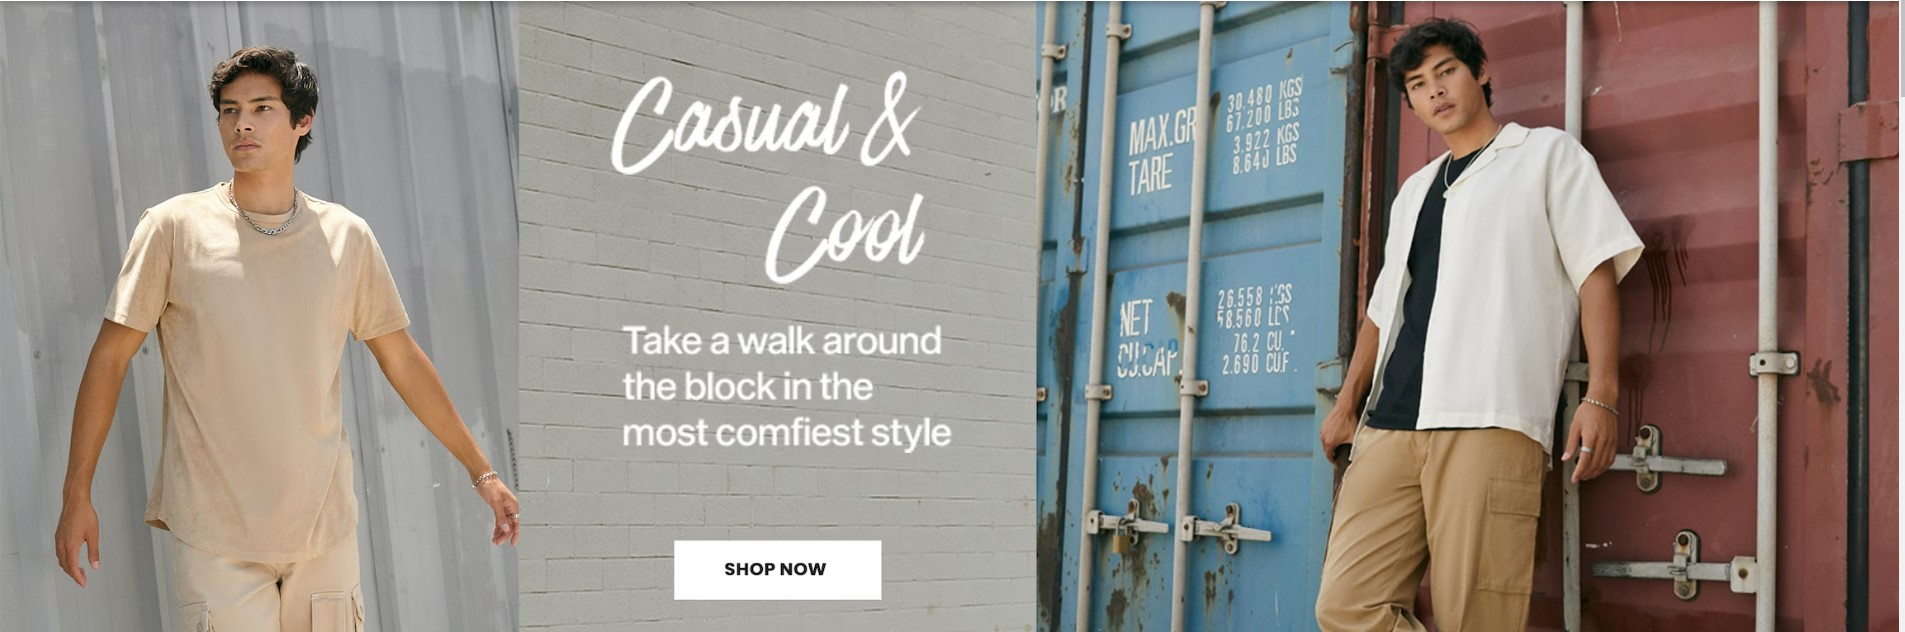 Casual &
Cool
Take a walk around
the block in the
most comfiest style
SHOP NOW
MAX.GR
30.480 KGS
67.200 LBS
TARE
3.922 KGS
8.640 LBS
NET
26.558 KGS
58.560 LBS
CU.CAP.
76.2 CU.
2.690 CU.F.